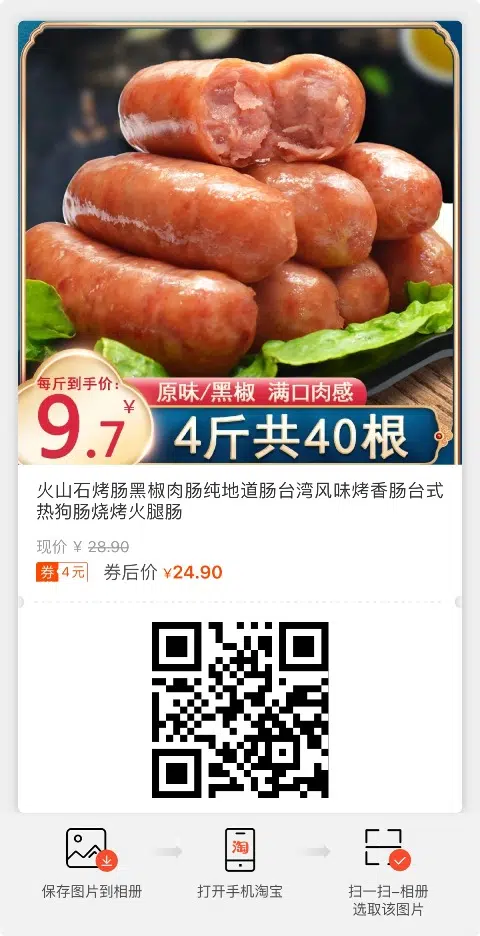 原味/黑椒 满口肉感
每斤到手价：
¥
9.7
4斤共40根
火山石烤肠黑椒肉肠纯地道肠台湾风味烤香肠台式
热狗肠烧烤火腿肠
现价 ¥ 28.90
券 4元 券后价 ¥24.90
淘
保存图片到相册
打开手机淘宝
扫一扫-相册
选取该图片